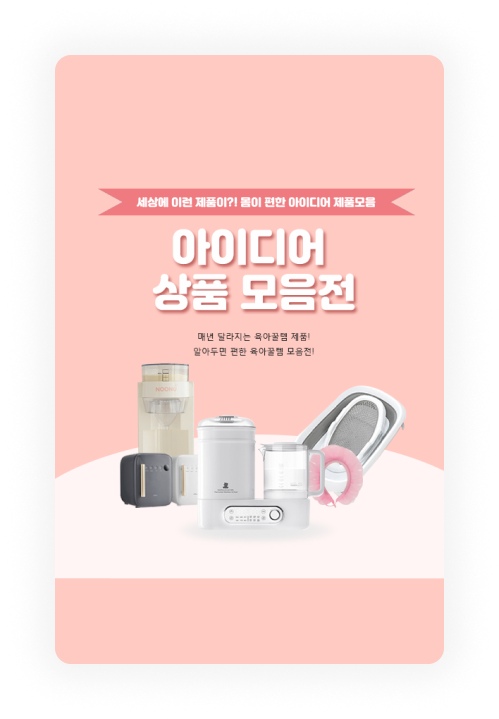 세상에 이런 제품이?! 몸이 편한 아이디어 제품모음
아이디어
상품 모음전
매년 달라지는 육아꿀템 제품!
알아두면 편한 육아꿀템 모음전!